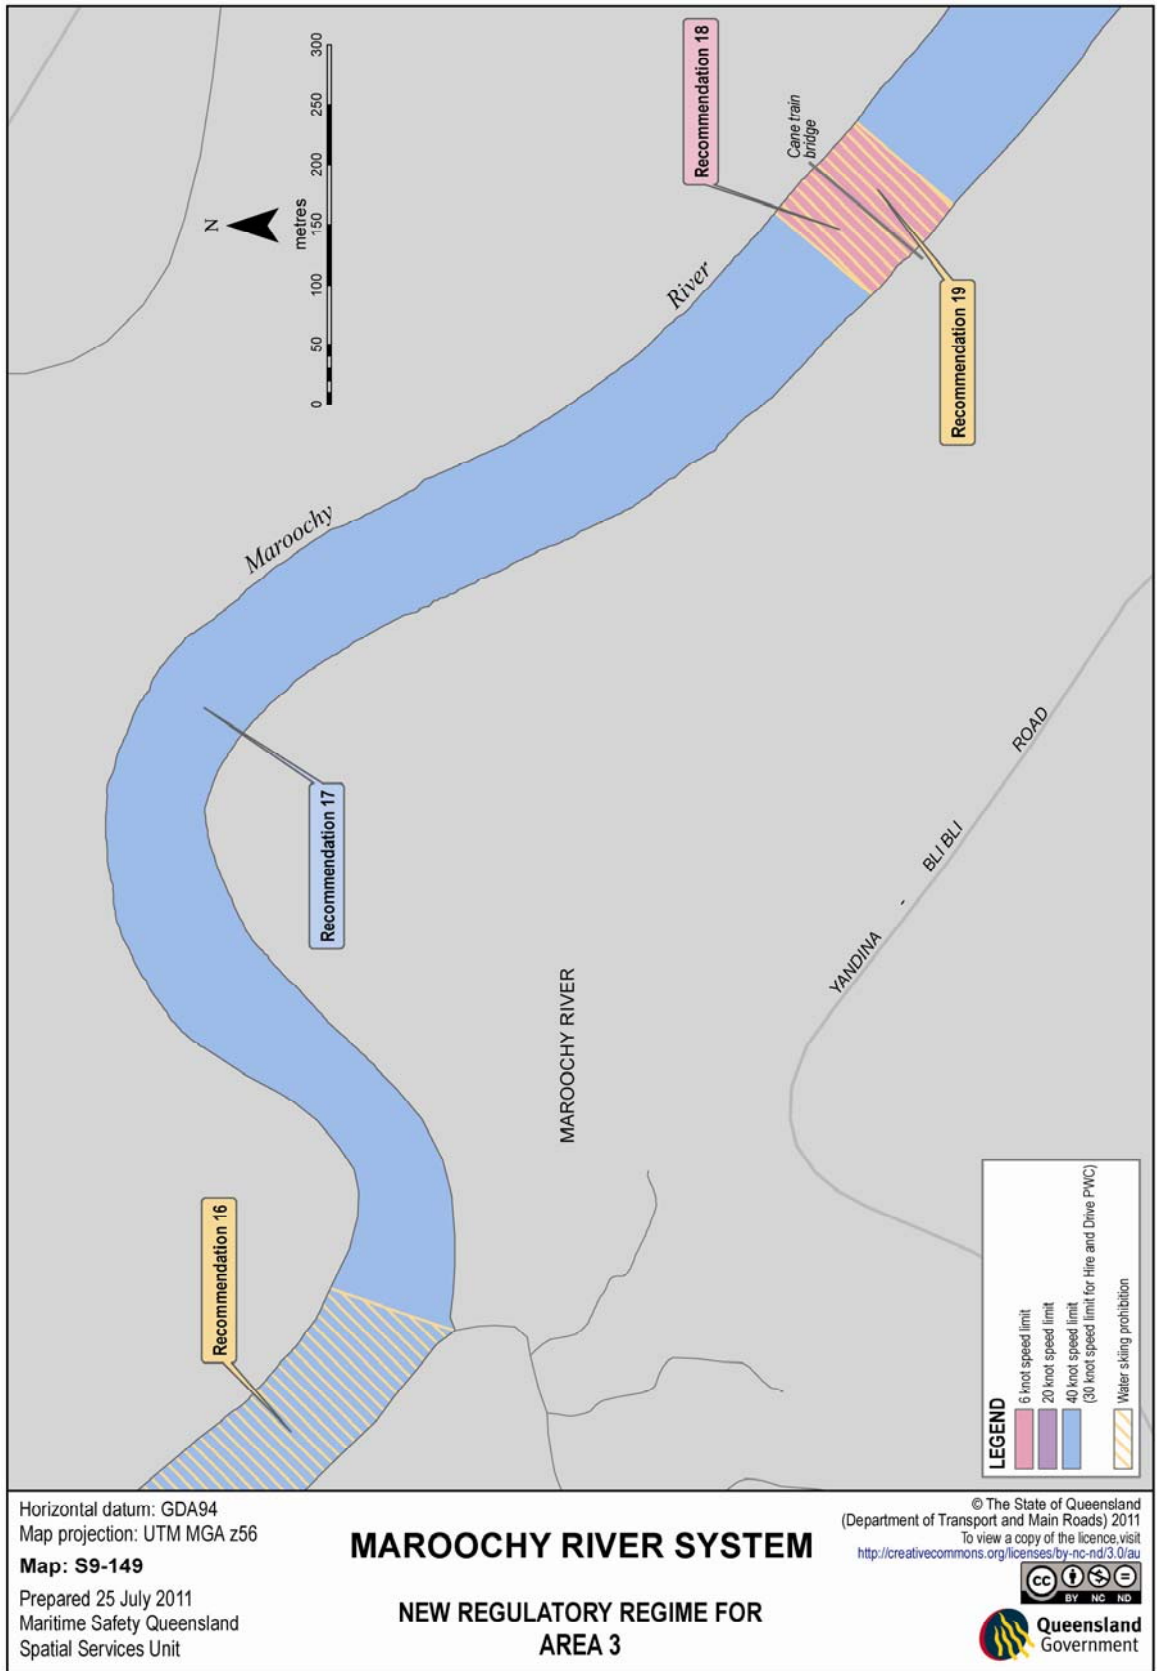 Recommendation 18
Cane train
bridge
Recommendation 19
River
Maroochy
Recommendation 17
Recommendation 16
N
metres
0 50 100 150 200 250 300
MAROOCHY RIVER
YANDINA - BLI BLI ROAD
LEGEND
6 knot speed limit
20 knot speed limit
40 knot speed limit
(30 knot speed limit for Hire and Drive PWC)
Water skiing prohibition
Horizontal datum: GDA94
Map projection: UTM MGA z56
Map: S9-149
Prepared 25 July 2011
Maritime Safety Queensland
Spatial Services Unit
MAROOCHY RIVER SYSTEM
NEW REGULATORY REGIME FOR
AREA 3
© The State of Queensland
(Department of Transport and Main Roads) 2011
To view a copy of the licence,visit
http://creativecommons.org/licenses/by-nc-nd/3.0/au
cc
BY NC ND
Queensland
Government